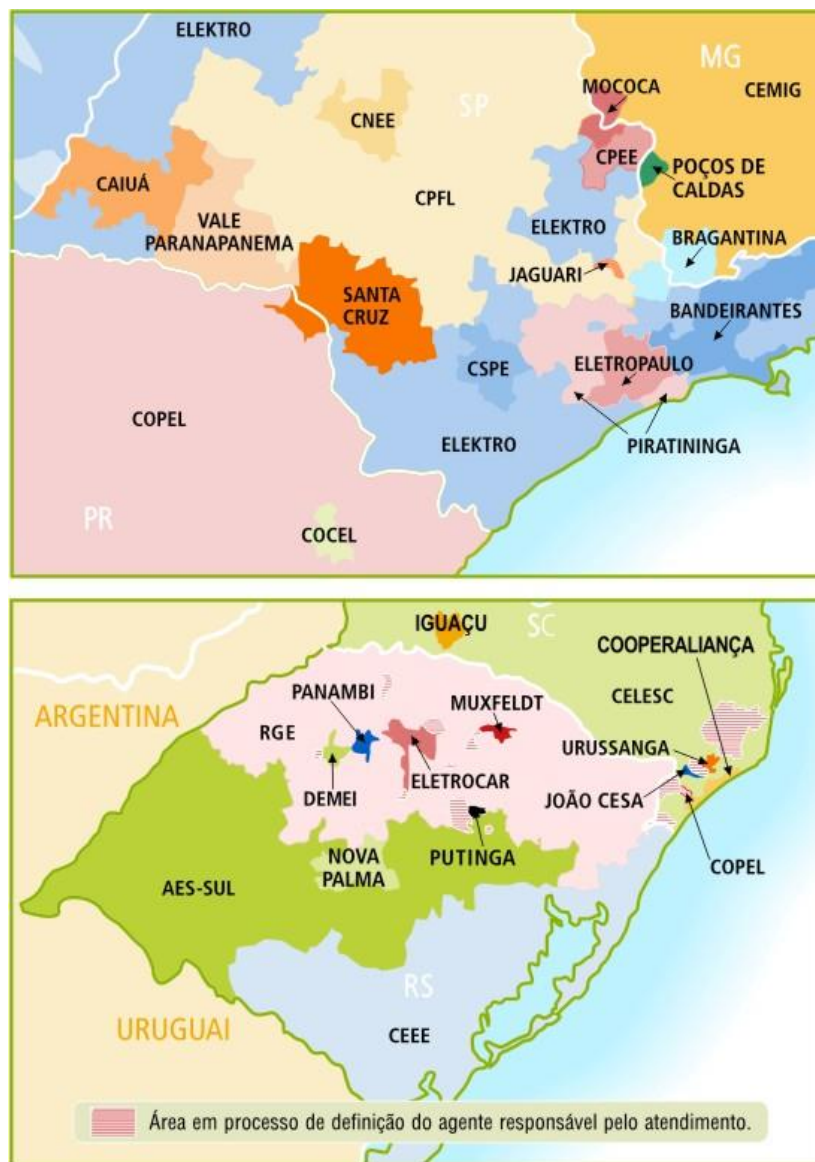 ELEKTRO
MG
MOCOCA
CEMIG
SP
CNEE
CPEE
POÇOS DE
CALDAS
CAIUÁ
CPFL
VALE
PARANAPANEMA
ELEKTRO
BRAGANTINA
JAGUARI
SANTA
CRUZ
BANDEIRANTES
ELETROPAULO
CSPE
COPEL
ELEKTRO
PIRATININGA
PR
COCEL
IGUAÇU
SC
COOPERALIANÇA
PANAMBI
MUXFELDT
CELESC
ARGENTINA
RGE
URUSSANGA
ELETROCAR
DEMEI
JOÃO CESA
NOVA
PALMA
PUTINGA
COPEL
AES-SUL
RS
URUGUAI
CEEE
Área em processo de definição do agente responsável pelo atendimento.